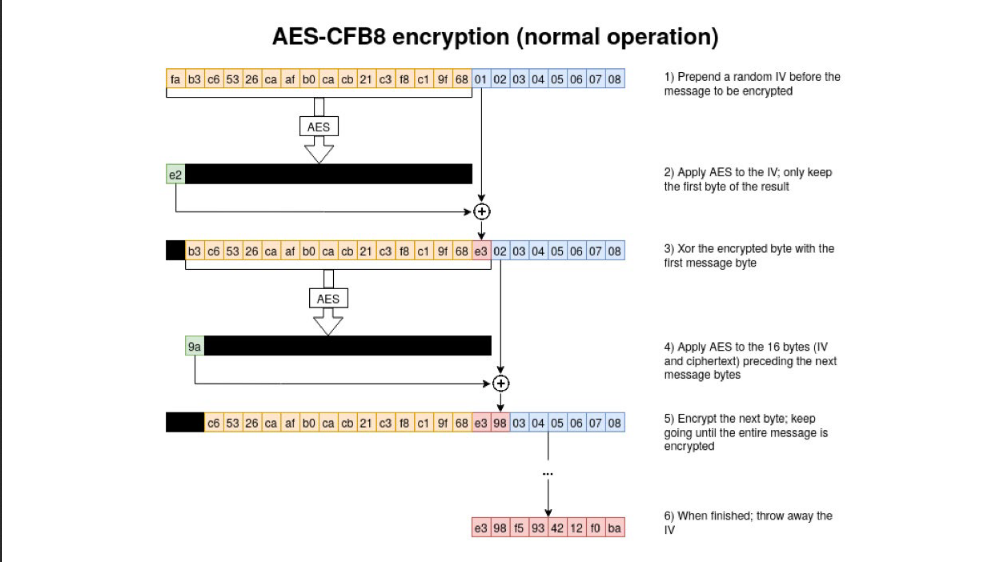 AES-CFB8 encryption (normal operation)
fa b3 c6 53 26 ca af b0 ca cb 21 c3 f8 c1 9f 68 01 02 03 04 05 06 07 08
1) Prepend a random IV before the
message to be encrypted
AES
e2
2) Apply AES to the IV; only keep
the first byte of the result
b3 c6 53 26 ca af b0 ca cb 21 c3 f8 c1 9f 68 e3 02 03 04 05 06 07 08
3) Xor the encrypted byte with the
first message byte
AES
9a
4) Apply AES to the 16 bytes (IV
and ciphertext) preceding the next
message bytes
c6 53 26 ca af b0 ca cb 21 c3 f8 c1 9f 68 e3 98 03 04 05 06 07 08
5) Encrypt the next byte; keep
going until the entire message is
encrypted
...
e3 98 f5 93 42 12 f0 ba
6) When finished; throw away the
IV